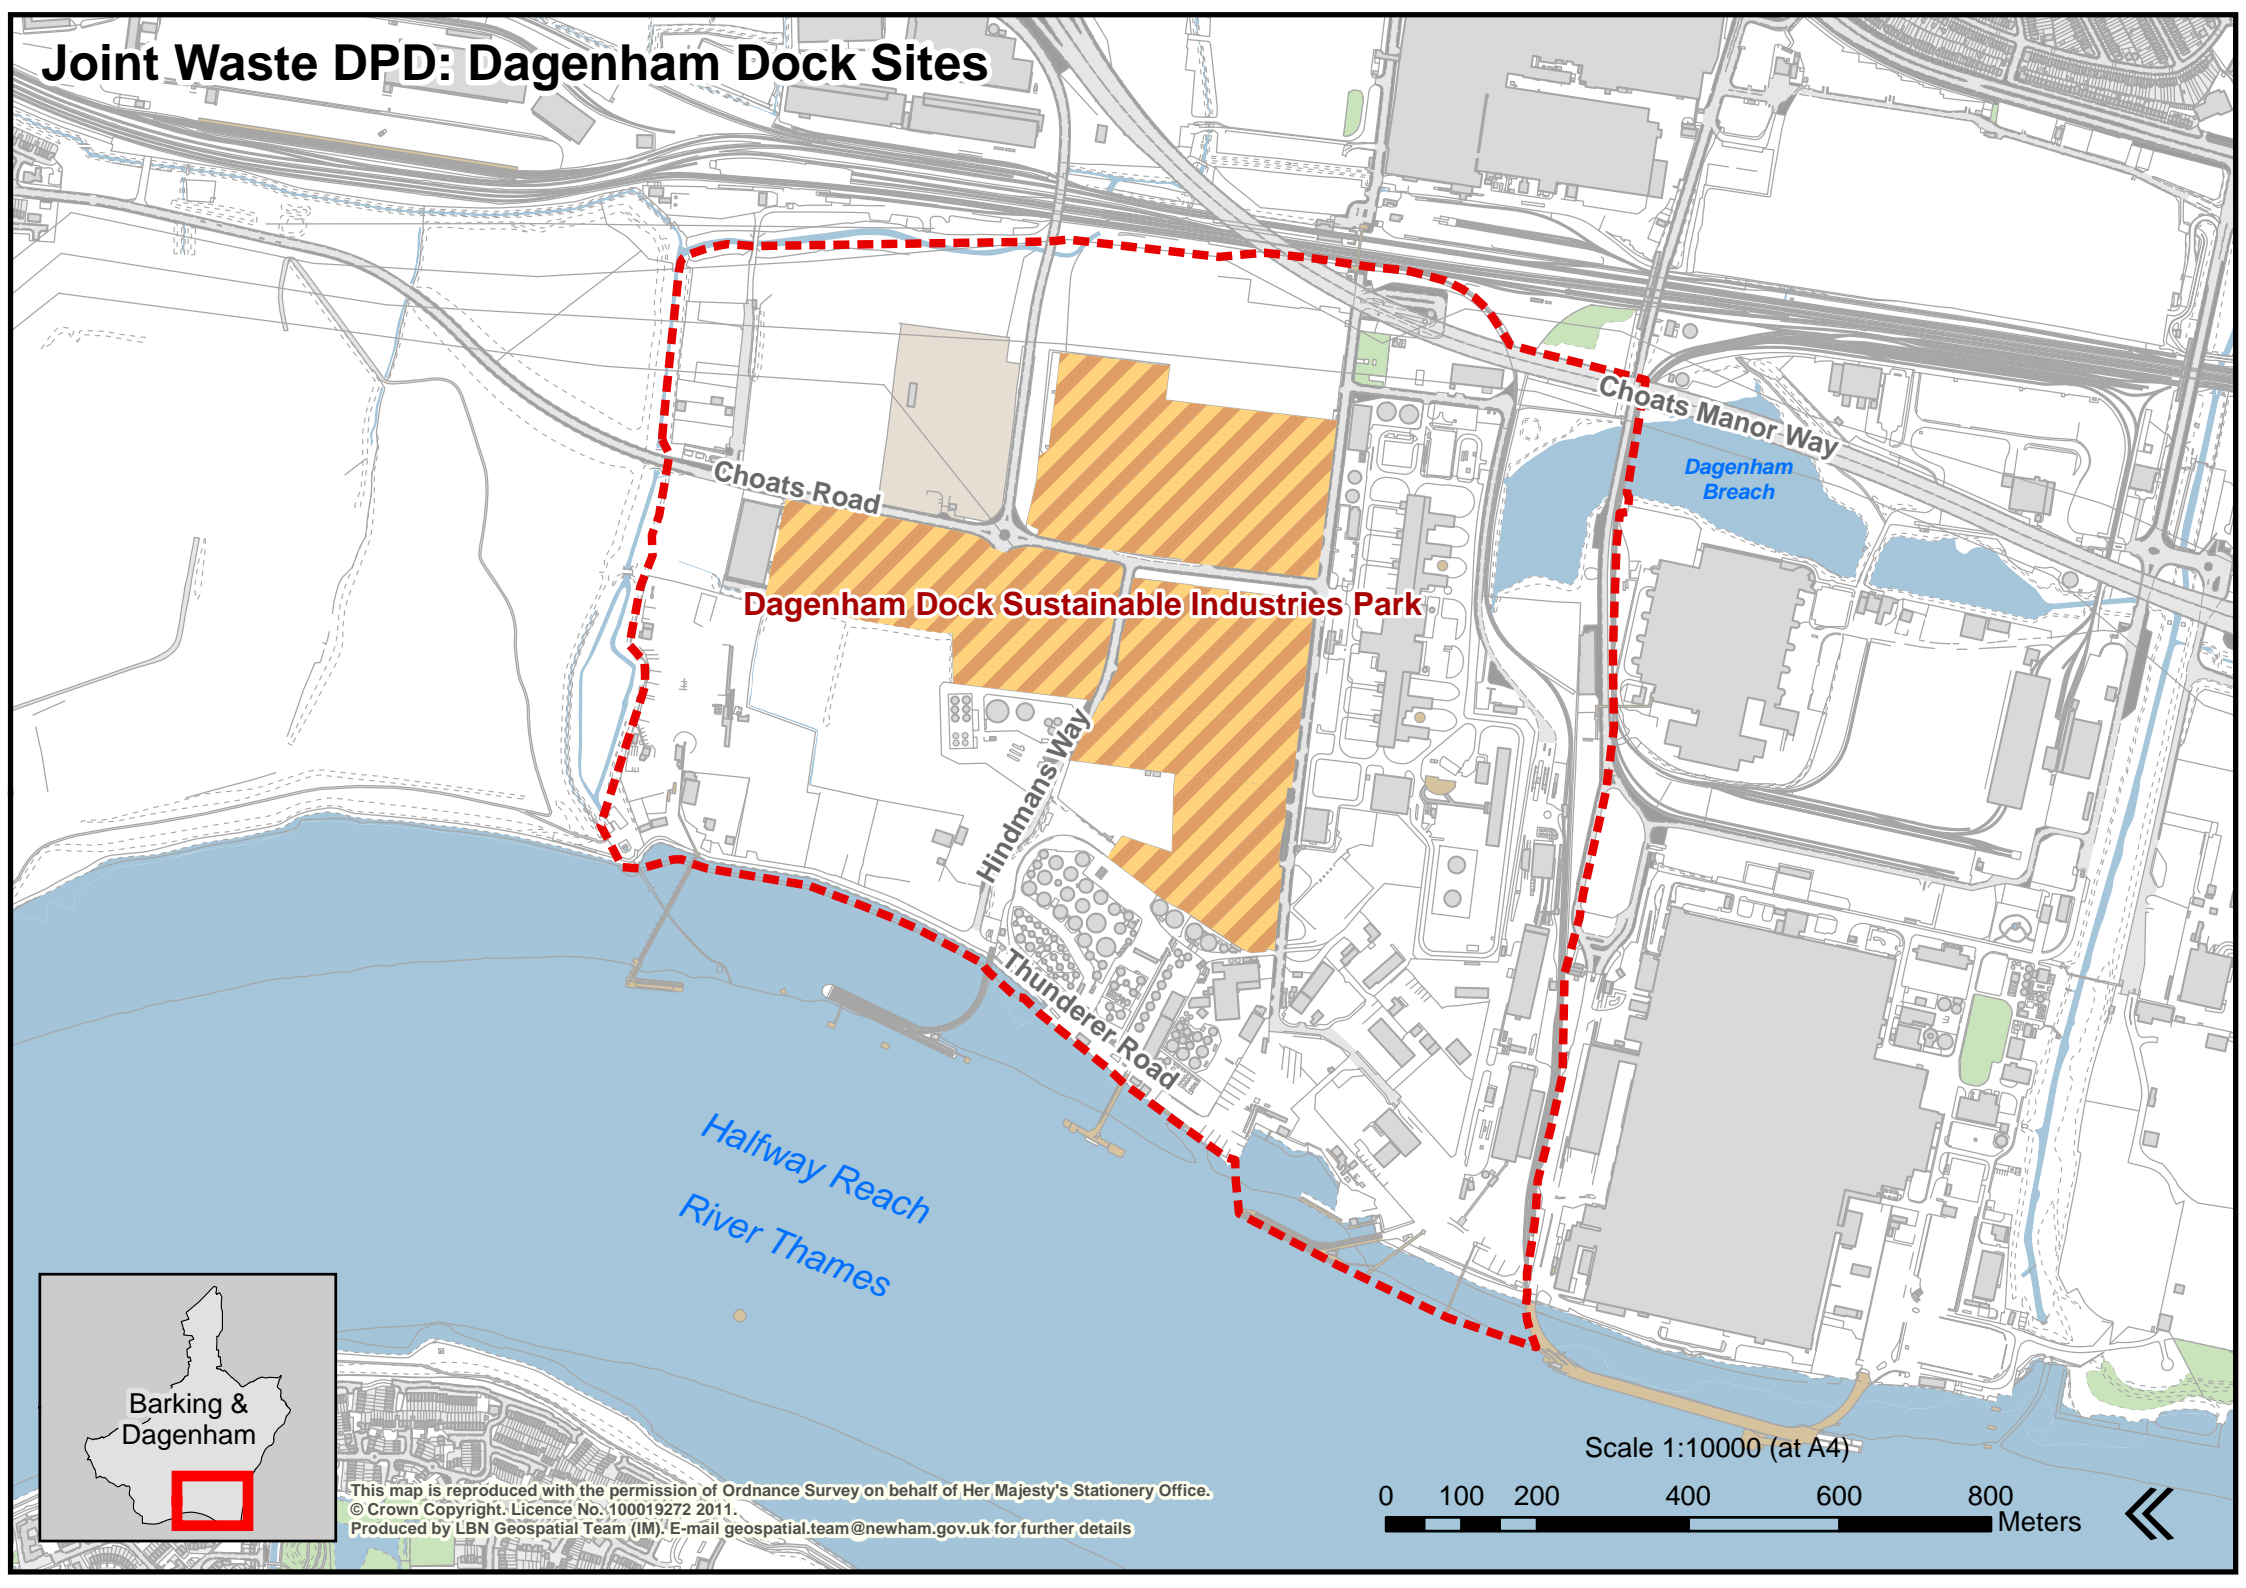 Joint Waste DPD: Dagenham Dock Sites
Choats Manor Way
Dagenham
Breach
Choats Road
Dagenham Dock Sustainable Industries Park
Hindmans Way
Thunderer Road
Halfway Reach
River Thames
Barking &
Dagenham
Scale 1:10000 (at A4)
0 100 200 400 600 800
Meters
This map is reproduced with the permission of Ordnance Survey on behalf of Her Majesty's Stationery Office.
© Crown Copyright. Licence No. 100019272 2011.
Produced by LBN Geospatial Team (IM). E-mail geospatial.team@newham.gov.uk for further details